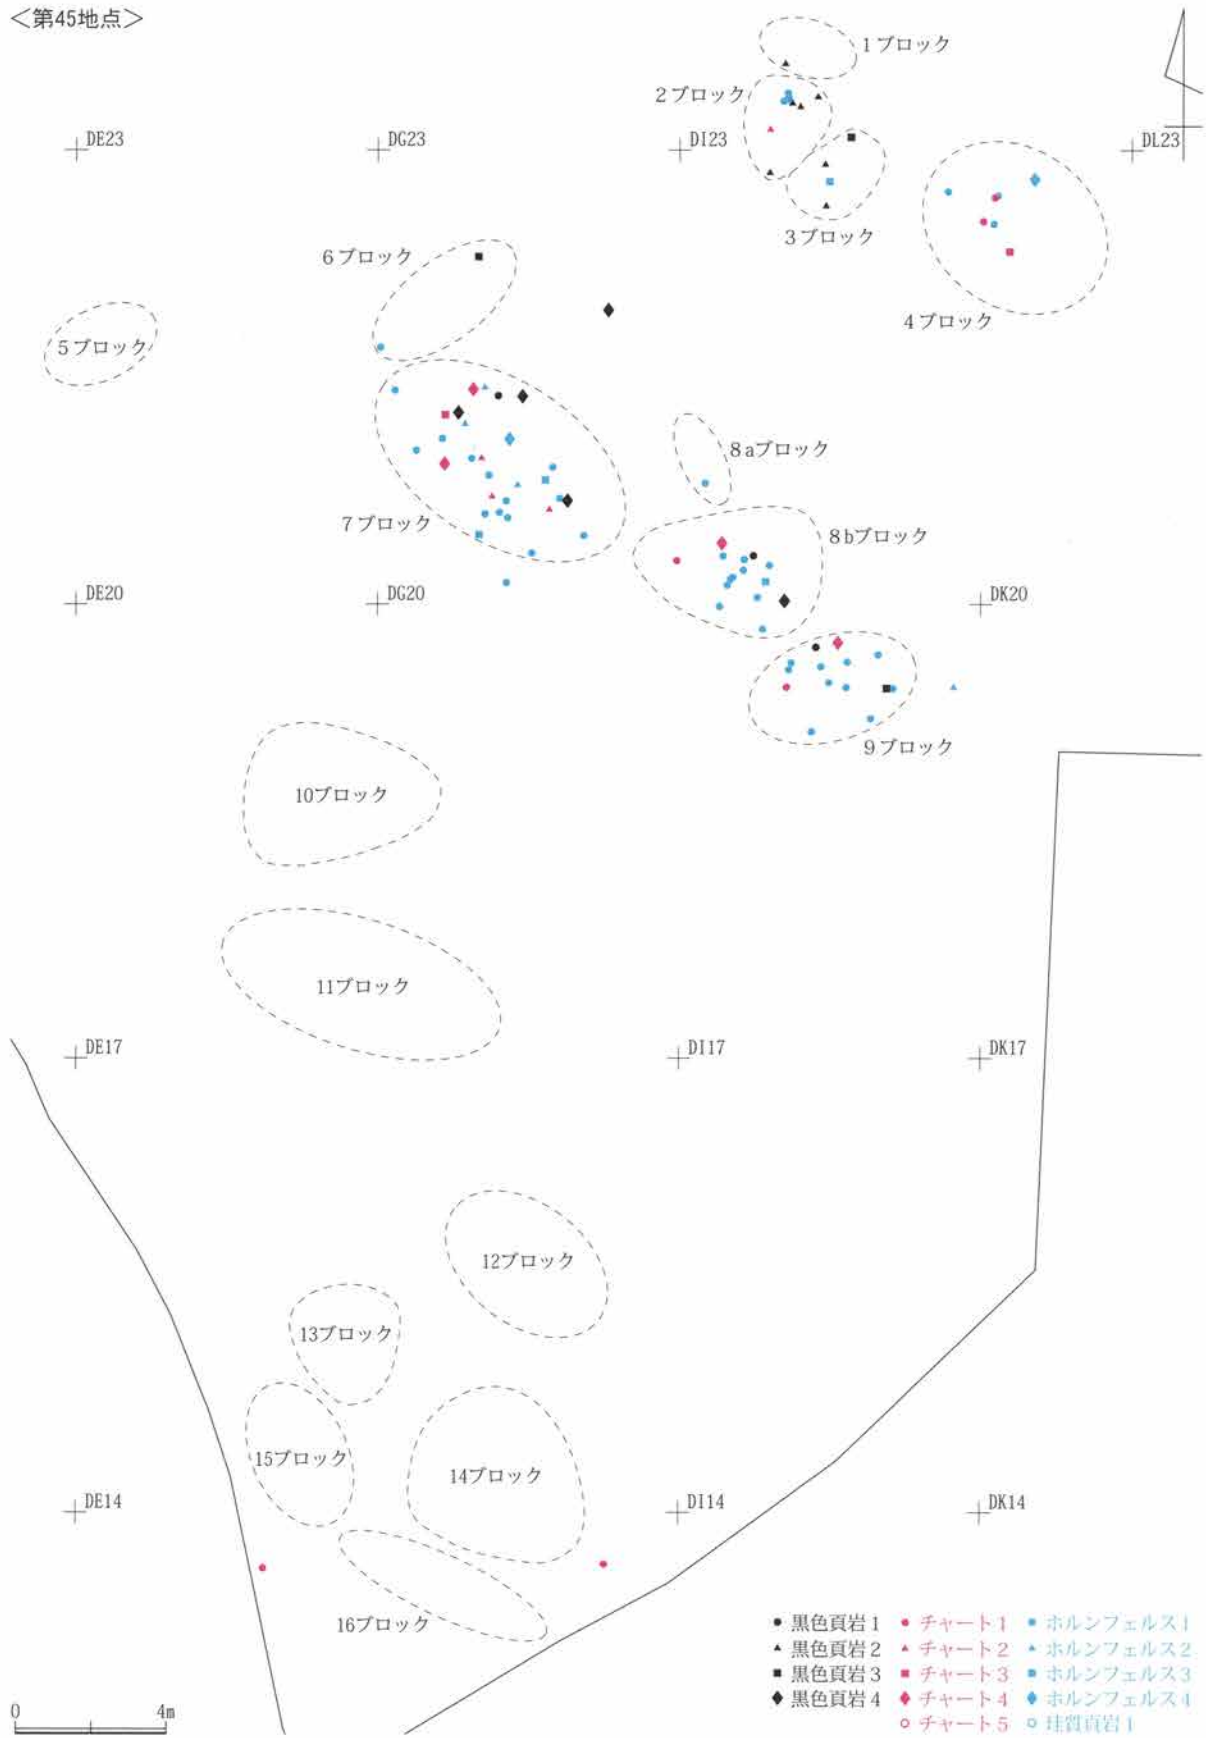 ＜第45地点＞
1ブロック
2ブロック
DE23
DG23
DI23
DL23
3ブロック
6ブロック
4ブロック
5ブロック
8aブロック
7ブロック
8bブロック
DE20
DG20
DK20
9ブロック
10ブロック
11ブロック
DE17
DI17
DK17
12ブロック
13ブロック
15ブロック
14ブロック
DE14
DI14
DK14
16ブロック
黒色頁岩1 チャート1 ホルンフェルス1
黒色頁岩2 チャート2 ホルンフェルス2
黒色頁岩3 チャート3 ホルンフェルス3
黒色頁岩4 チャート4 ホルンフェルス4
チャート5 珪質頁岩1
0 4m